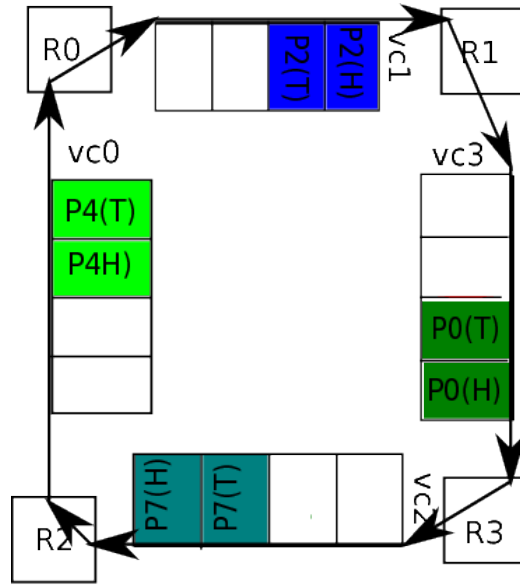 R0
P2(T)
P2(H)
vc1
R1
vc0
vc3
P4(T)
P4H)
P0(T)
P0(H)
P7(H)
P7(T)
vc2
R2
R3